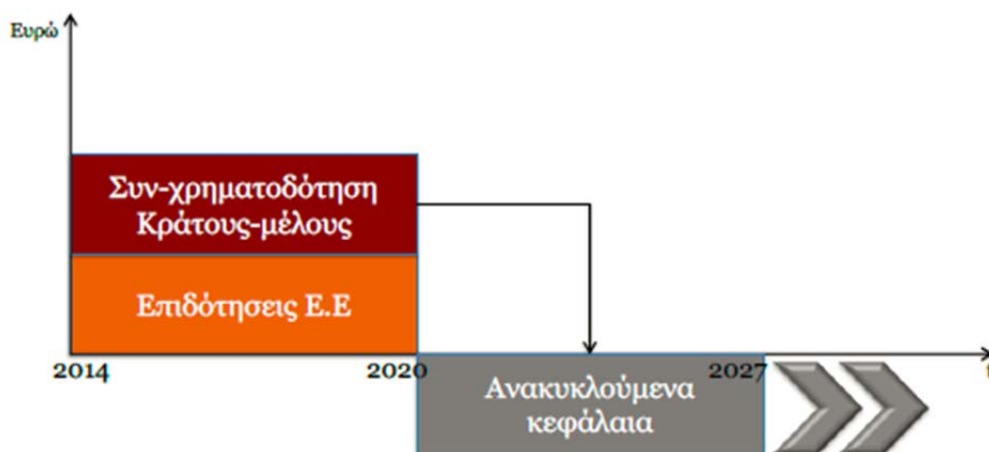 Ευρώ
Συν-χρηματοδότηση
Κράτους-μέλους
Επιδότησεις Ε.Ε
2014
2020
2027
t
Ανακυκλούμενα
κεφάλαια